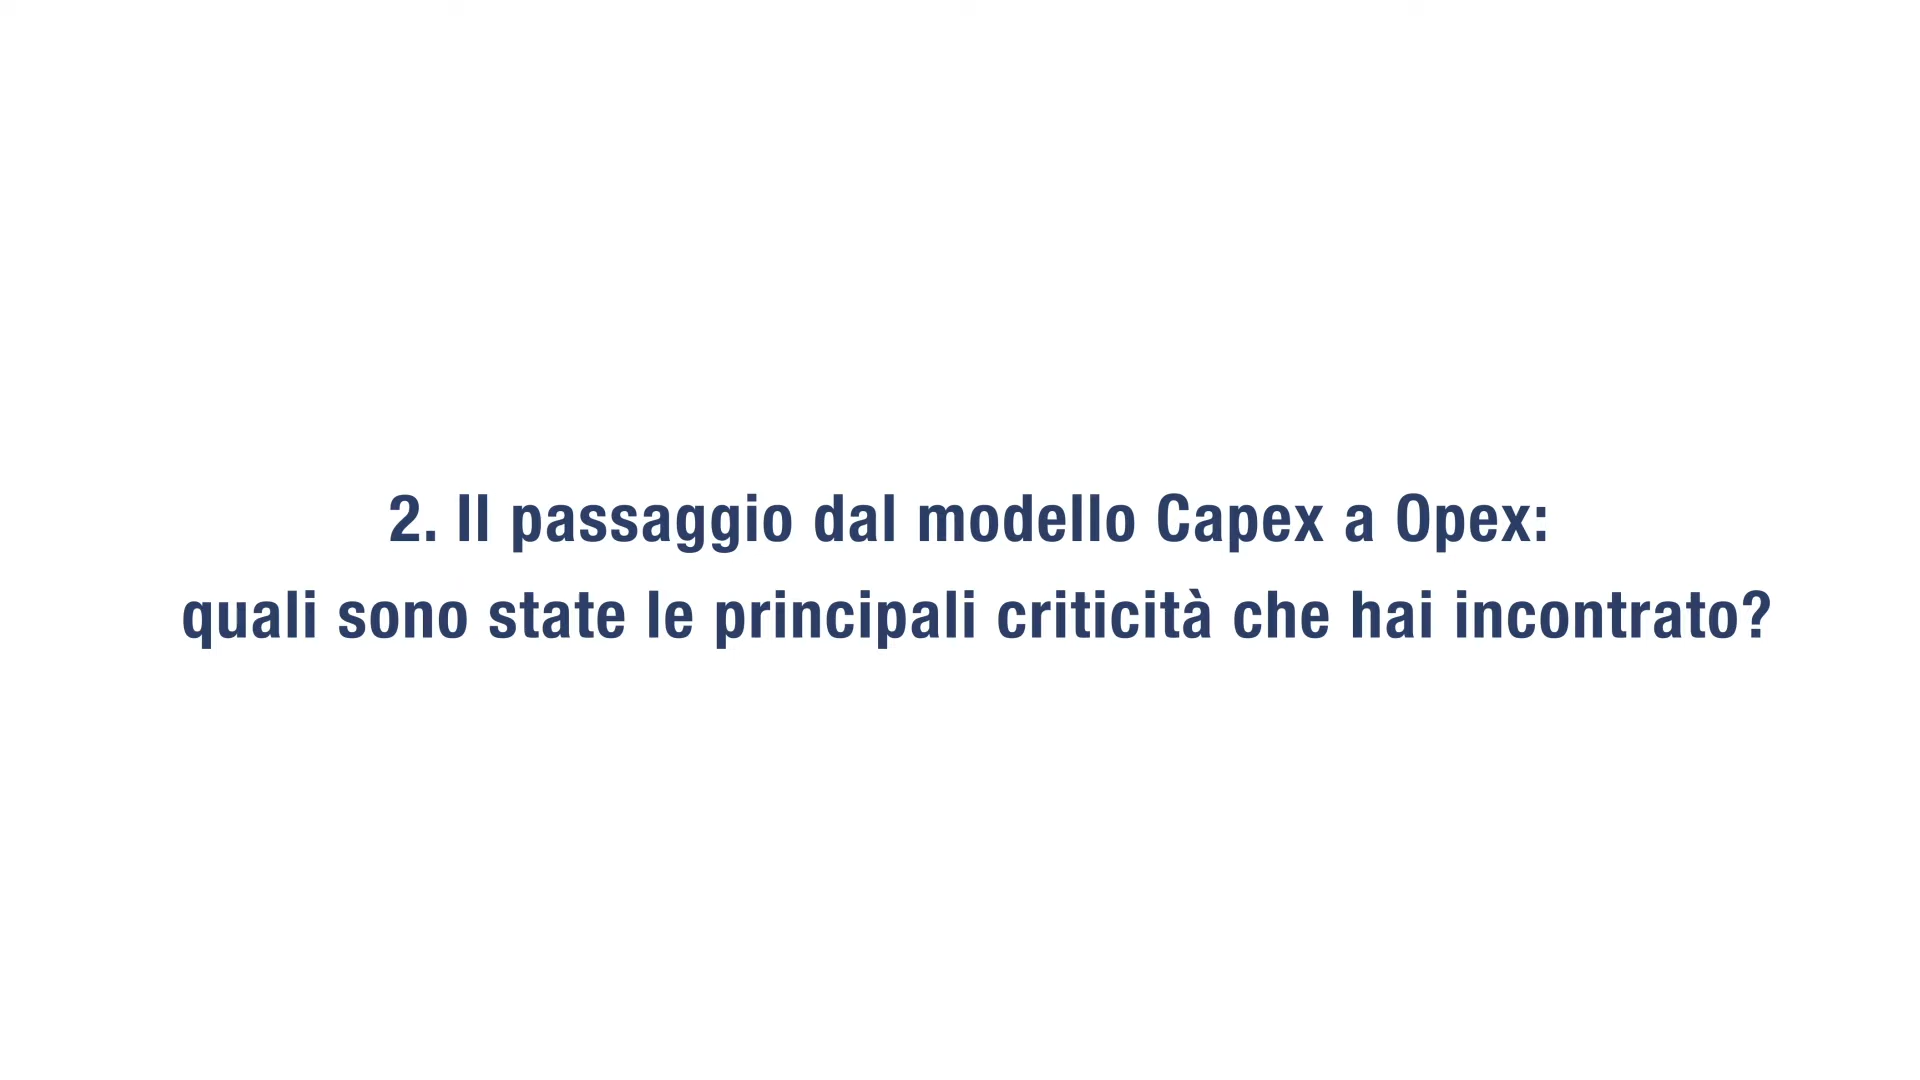 2. Il passaggio dal modello Capex a Opex:
quali sono state le principali criticità che hai incontrato?